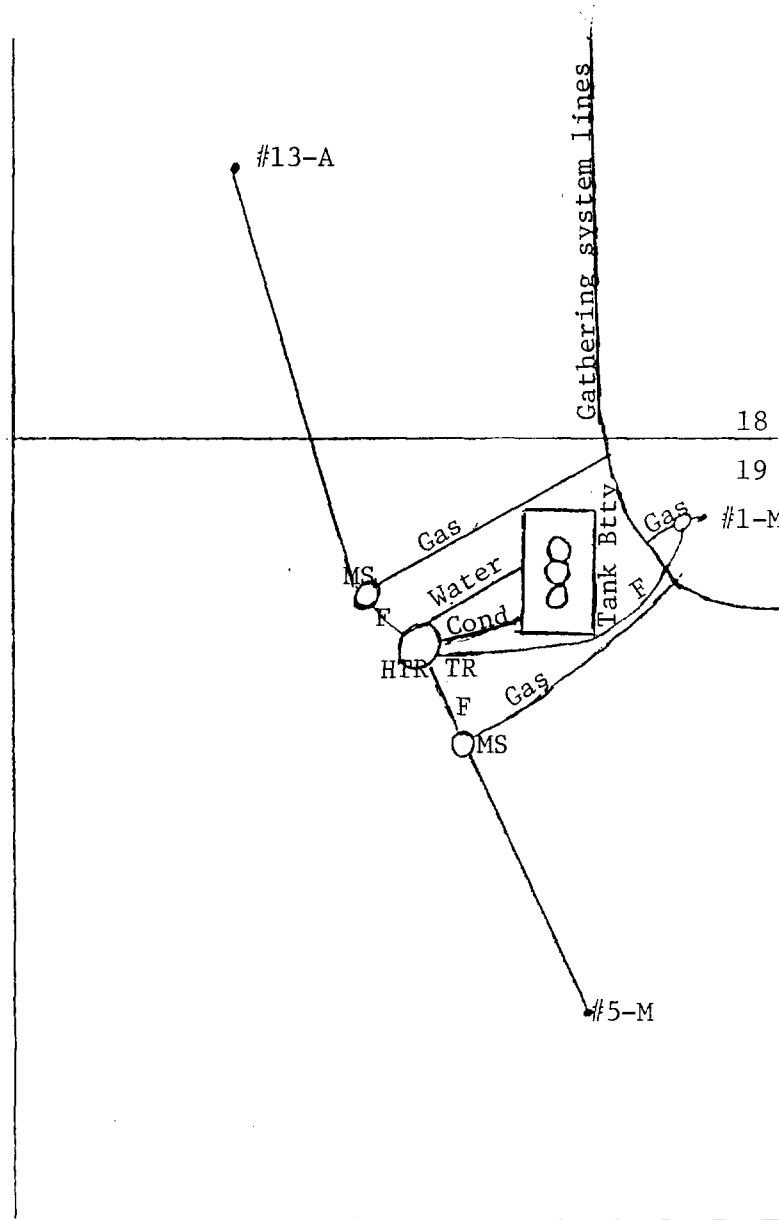 #13-A
Gathering system lines
18
19
Gas
Gas
#1-M
MS
Water
Tank Btty
F
Cond
F
HTR TR
Gas
F
MS
#5-M